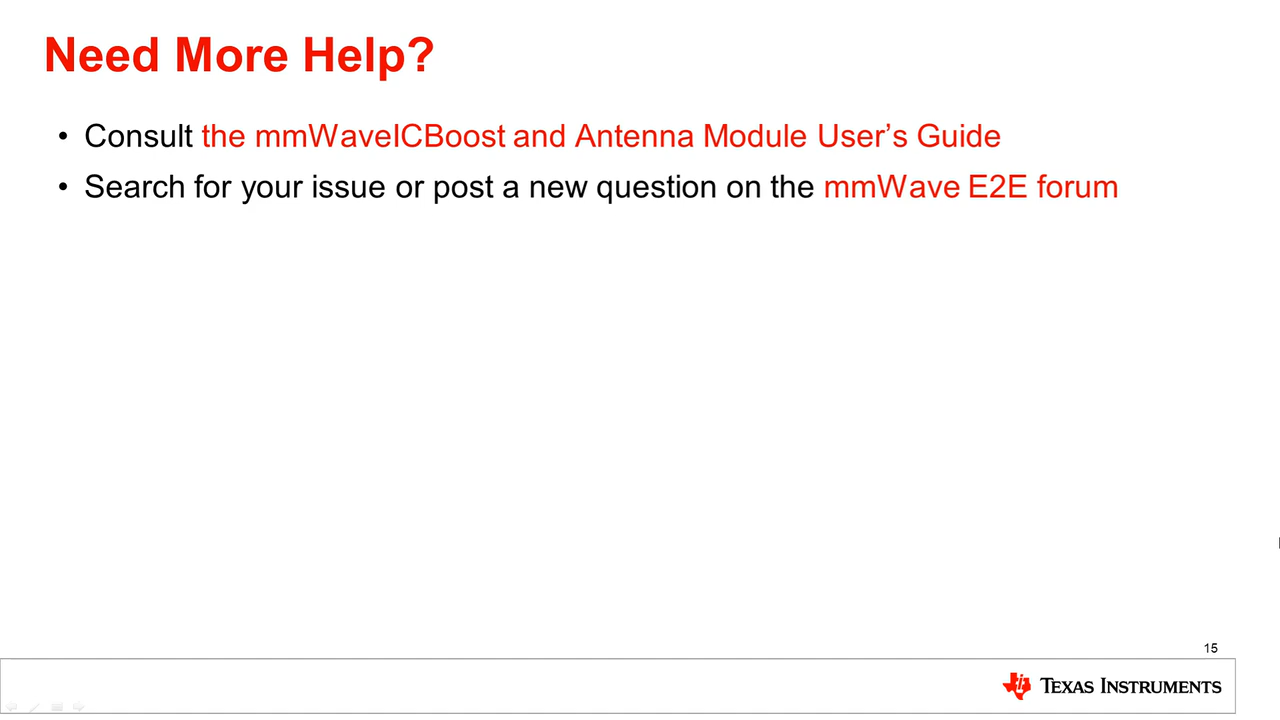 Need More Help?
• Consult the mmWaveICBoost and Antenna Module User’s Guide
• Search for your issue or post a new question on the mmWave E2E forum
15
TEXAS INSTRUMENTS